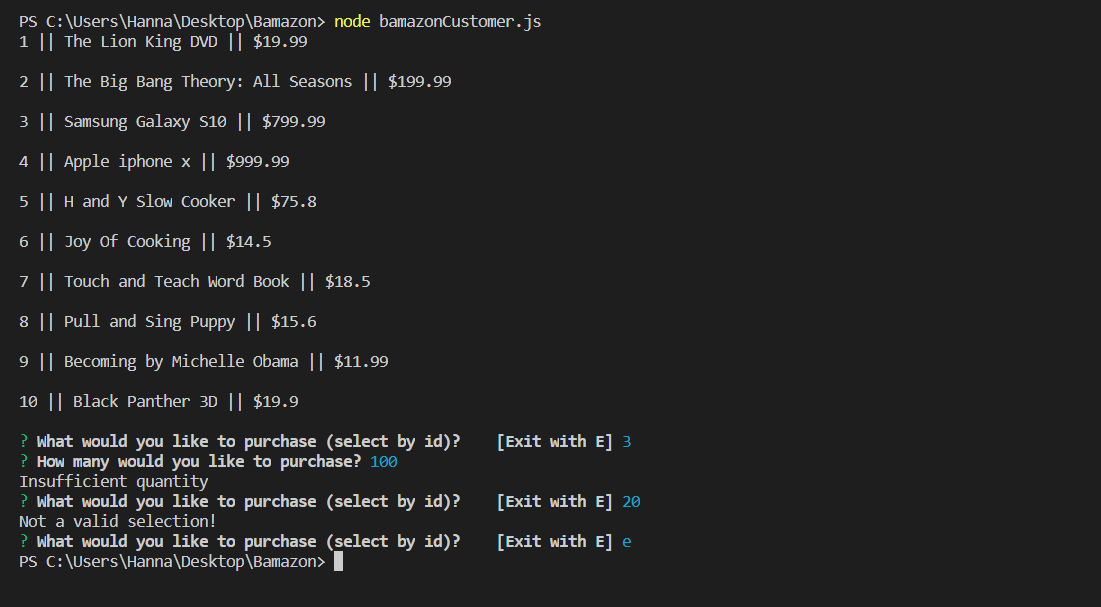 PS C:\Users\Hanna\Desktop\Bamazon> node bamazonCustomer.js
1 || The Lion King DVD || $19.99
2 || The Big Bang Theory: All Seasons || $199.99
3 || Samsung Galaxy S10 || $799.99
4 || Apple iphone x || $999.99
5 || H and Y Slow Cooker || $75.8
6 || Joy Of Cooking || $14.5
7 || Touch and Teach Word Book || $18.5
8 || Pull and Sing Puppy || $15.6
9 || Becoming by Michelle Obama || $11.99
10 || Black Panther 3D || $19.9
? What would you like to purchase (select by id)?    [Exit with E] 3
? How many would you like to purchase? 100
Insufficient quantity
? What would you like to purchase (select by id)?    [Exit with E] 20
Not a valid selection!
? What would you like to purchase (select by id)?    [Exit with E] e
PS C:\Users\Hanna\Desktop\Bamazon>